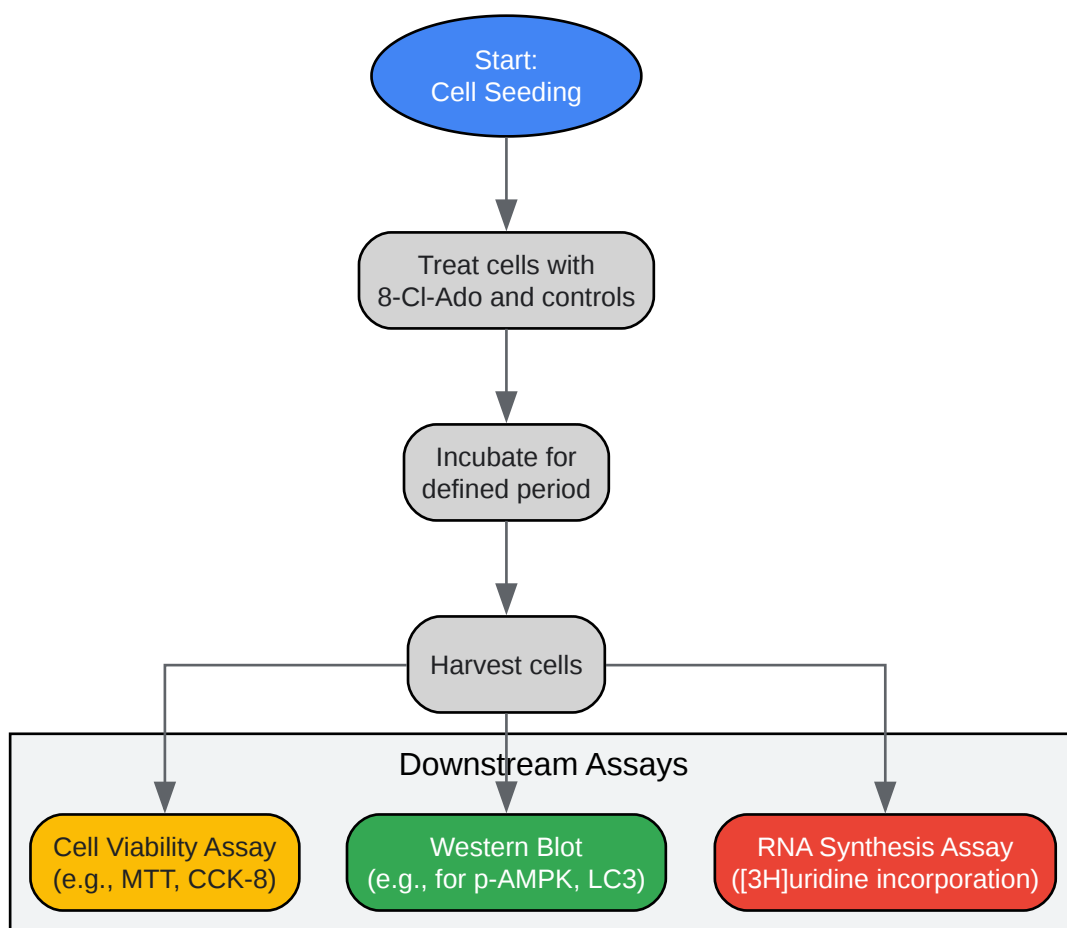 Start:
Cell Seeding
Treat cells with
8-Cl-Ado and controls
Incubate for
defined period
Harvest cells
Downstream Assays
Cell Viability Assay
(e.g., MTT, CCK-8)
Western Blot
(e.g., for p-AMPK, LC3)
RNA Synthesis Assay
([3H]uridine incorporation)